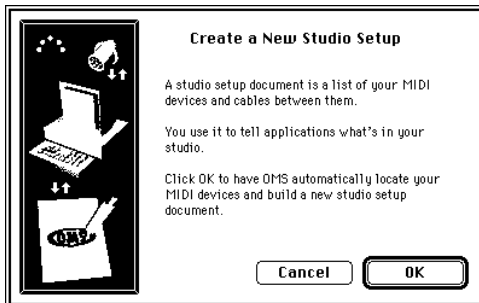 Create a New Studio Setup
A studio setup document is a list of your MIDI
devices and cables between them.
You use it to tell applications what's in your
studio.
Click OK to have OMS automatically locate your
MIDI devices and build a new studio setup
document.
OMS
Cancel
OK